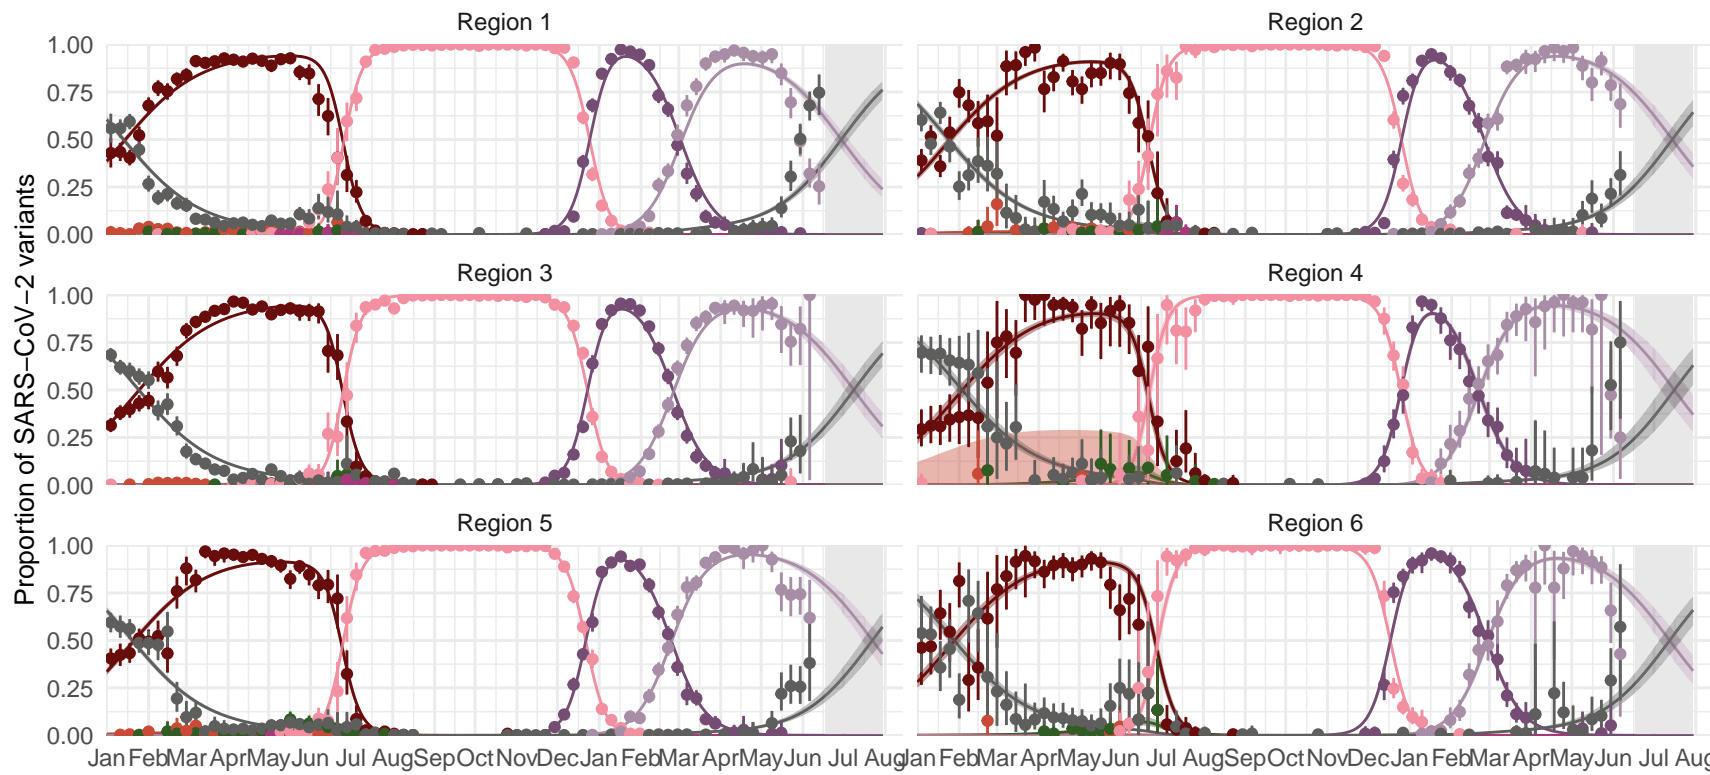 Region 1
Region 2
1.00
0.75
0.50
0.25
0.00
Region 3
Region 4
1.00
0.75
0.50
0.25
0.00
Region 5
Region 6
1.00
0.75
0.50
0.25
0.00
Proportion of SARS−CoV−2 variants
Jan Feb Mar Apr May Jun Jul Aug Sep Oct Nov Dec Jan Feb Mar Apr May Jun Jul Aug
Jan Feb Mar Apr May Jun Jul Aug Sep Oct Nov Dec Jan Feb Mar Apr May Jun Jul Aug